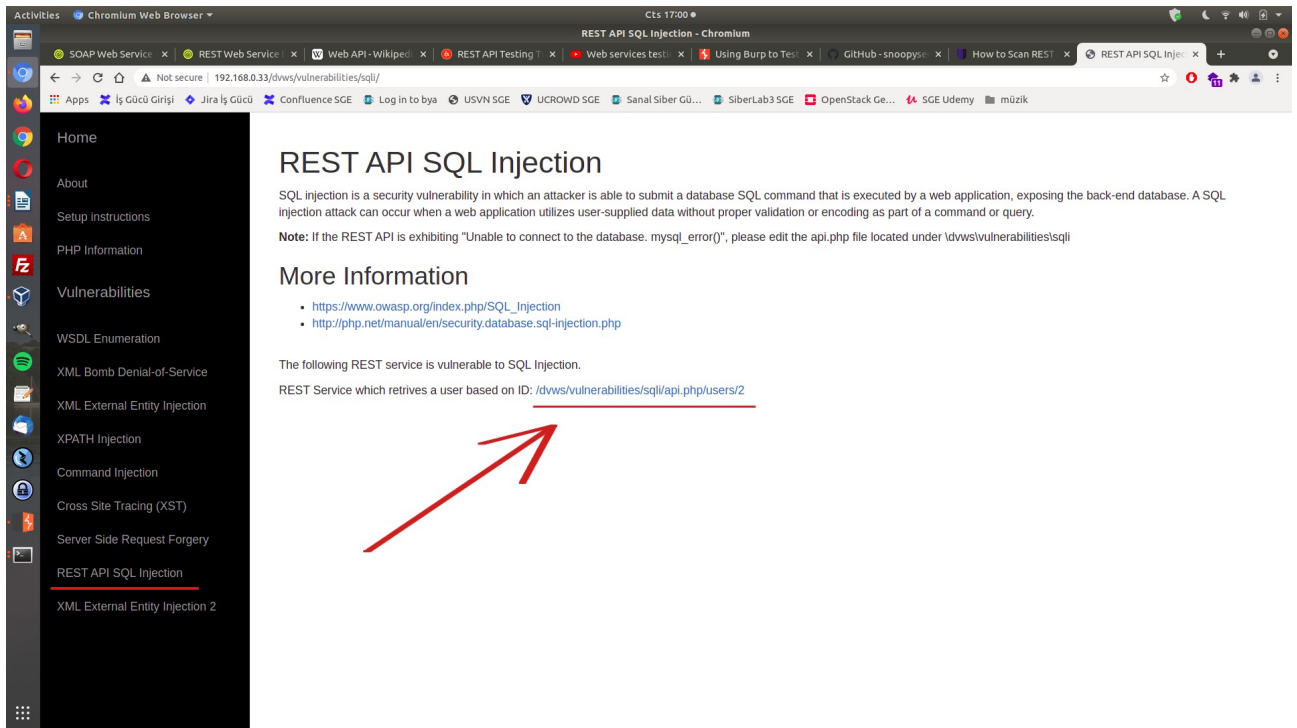 Activities Chromium Web Browser Cts 17:00
REST API SQL Injection - Chromium
SOAP Web Service REST Web Service Web API - Wikiped REST API Testing Web services testin Using Burp to Test GitHub - snoopyse How to Scan REST REST API SQL Injec
Not secure 192.168.0.33/dvws/vulnerabilities/sqli/
Apps İş Gücü Girişi Jira İş Gücü Confluence SGE Log in to bya USVN SGE UCROWD SGE Sanal Siber Gü... SiberLab3 SGE OpenStack Ge... SGE Udemy müzik
Home
About
Setup instructions
PHP Information
Vulnerabilities
WSDL Enumeration
XML Bomb Denial-of-Service
XML External Entity Injection
XPATH Injection
Command Injection
Cross Site Tracing (XST)
Server Side Request Forgery
REST API SQL Injection
XML External Entity Injection 2
REST API SQL Injection
SQL injection is a security vulnerability in which an attacker is able to submit a database SQL command that is executed by a web application, exposing the back-end database. A SQL
injection attack can occur when a web application utilizes user-supplied data without proper validation or encoding as part of a command or query.
Note: If the REST API is exhibiting "Unable to connect to the database. mysql_error()", please edit the api.php file located under \dvws\vulnerabilities\sqli
More Information
https://www.owasp.org/index.php/SQL_Injection
http://php.net/manual/en/security.database.sql-injection.php
The following REST service is vulnerable to SQL Injection.
REST Service which retrives a user based on ID: /dvws/vulnerabilities/sqli/api.php/users/2